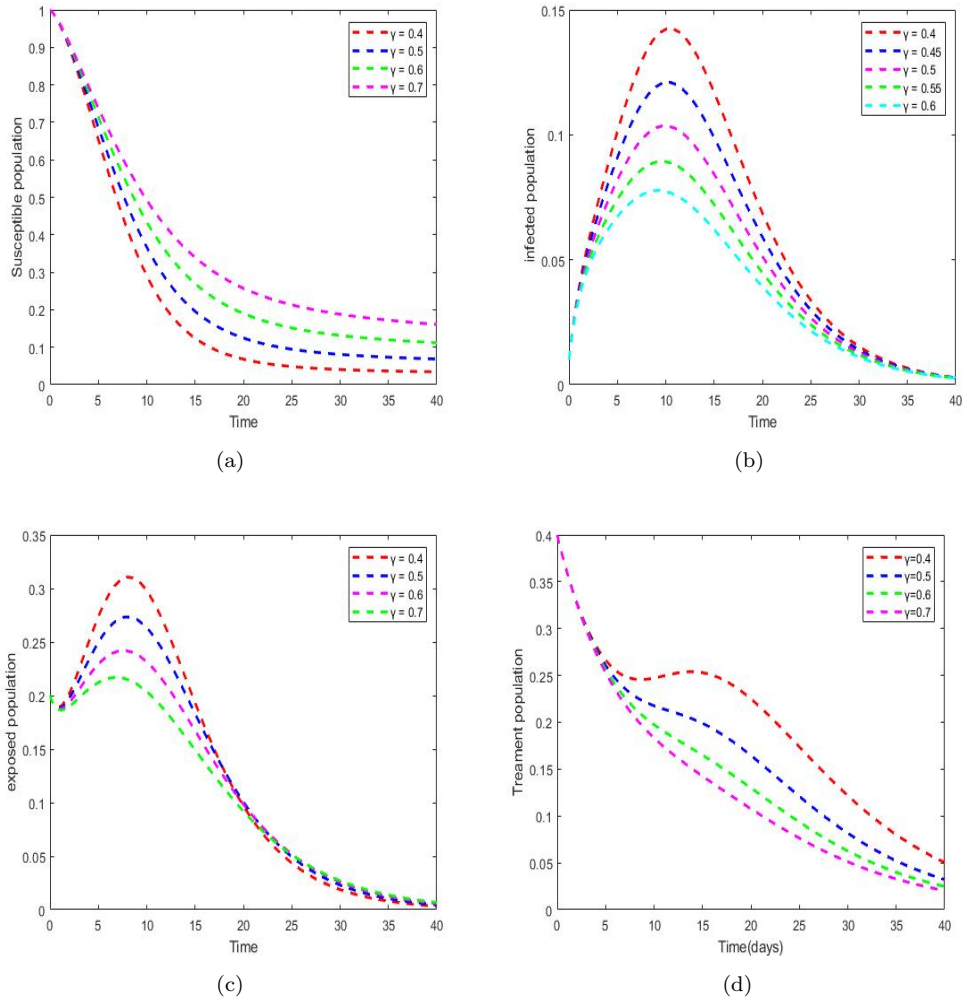 Susceptible population
1
0.9
0.8
0.7
0.6
0.5
0.4
0.3
0.2
0.1
0
0 5 10 15 20 25 30 35 40
Time
γ = 0.4
γ = 0.5
γ = 0.6
γ = 0.7
(a)
infected population
0.15
0.1
0.05
0
0 5 10 15 20 25 30 35 40
Time
γ = 0.4
γ = 0.45
γ = 0.5
γ = 0.55
γ = 0.6
(b)
exposed population
0.35
0.3
0.25
0.2
0.15
0.1
0.05
0
0 5 10 15 20 25 30 35 40
Time
γ = 0.4
γ = 0.5
γ = 0.6
γ = 0.7
(c)
Treament population
0.4
0.35
0.3
0.25
0.2
0.15
0.1
0.05
0
0 5 10 15 20 25 30 35 40
Time(days)
γ=0.4
γ=0.5
γ=0.6
γ=0.7
(d)